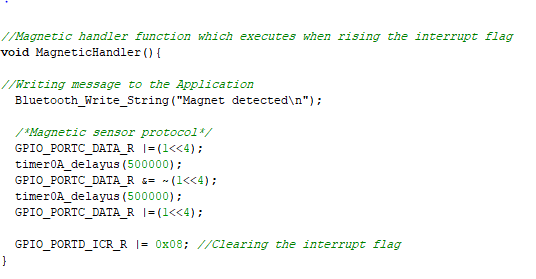 //Magnetic handler function which executes when rising the interrupt flag
void MagneticHandler(){
//Writing message to the Application
Bluetooth_Write_String("Magnet detected\n");
/*Magnetic sensor protocol*/
GPIO_PORTC_DATA_R |=(1<<4);
timer0A_delayus(500000);
GPIO_PORTC_DATA_R &= ~(1<<4);
timer0A_delayus(500000);
GPIO_PORTC_DATA_R |=(1<<4);
GPIO_PORTD_ICR_R |= 0x08; //Clearing the interrupt flag
}